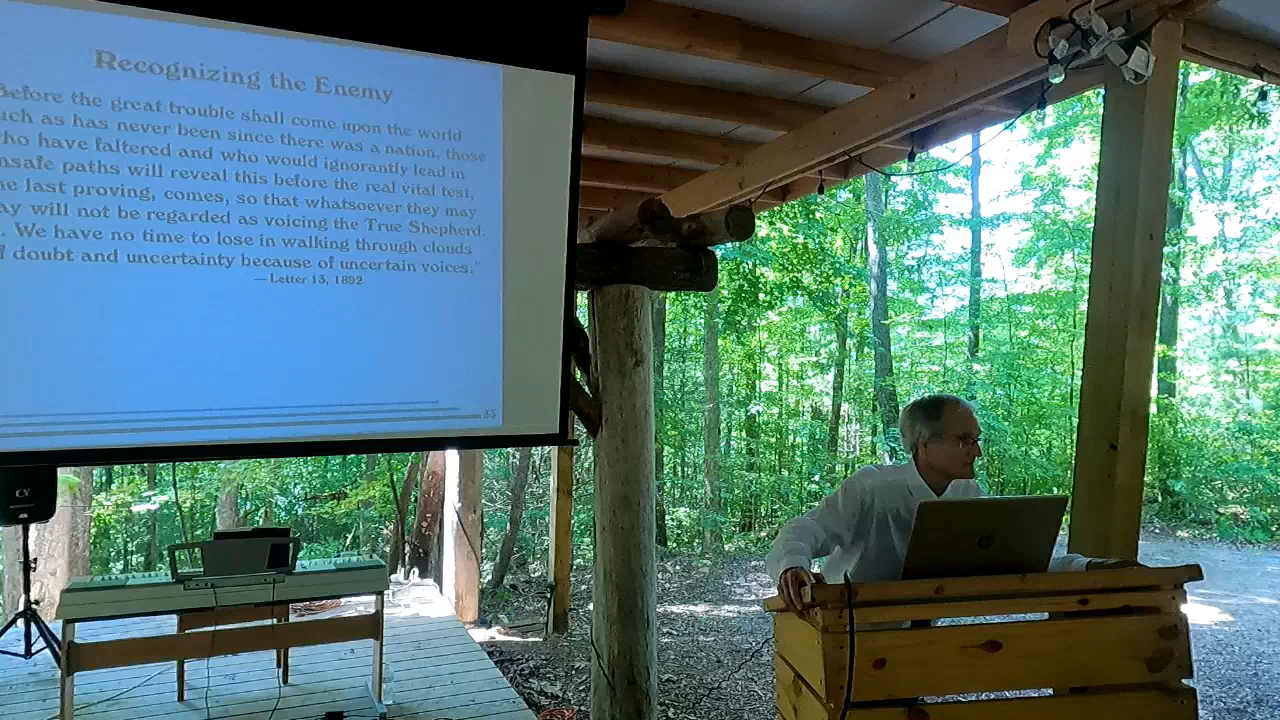 Recognizing the Enemy
Before the great trouble shall come upon the world
uch as has never been since there was a nation, those
ho have faltered and who would ignorantly lead in
nsafe paths will reveal this before the real vital test,
he last proving, comes, so that whatsoever they may
ay will not be regarded as voicing the True Shepherd.
. We have no time to lose in walking through clouds
f doubt and uncertainty because of uncertain voices."
—Letter 13, 1892
35
hp